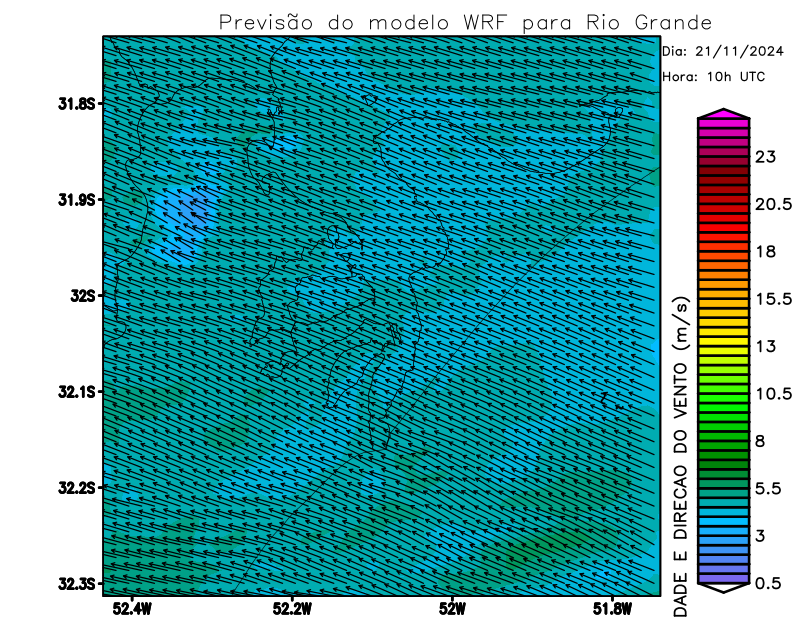 Previsão do modelo WRF para Rio Grande
Dia: 21/11/2024
Hora: 10h UTC
31.8S
31.9S
32S
32.1S
32.2S
32.3S
52.4W
52.2W
52W
51.8W
23
20.5
18
15.5
13
10.5
8
5.5
3
0.5
DADE E DIRECAO DO VENTO (m/s)